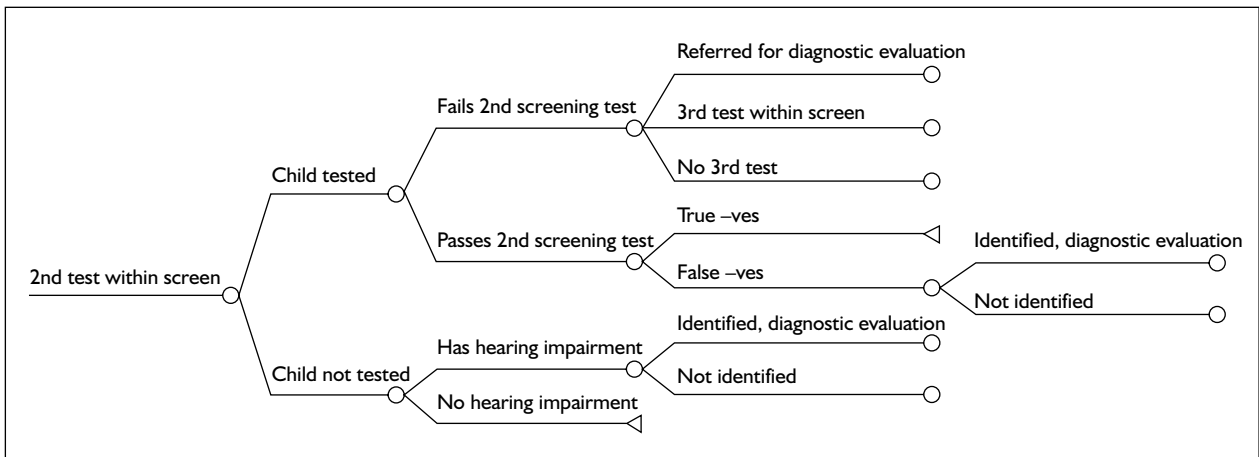 Referred for diagnostic evaluation
Fails 2nd screening test
3rd test within screen
Child tested
No 3rd test
True –ves
Passes 2nd screening test
Identified, diagnostic evaluation
2nd test within screen
False –ves
Not identified
Identified, diagnostic evaluation
Has hearing impairment
Child not tested
Not identified
No hearing impairment